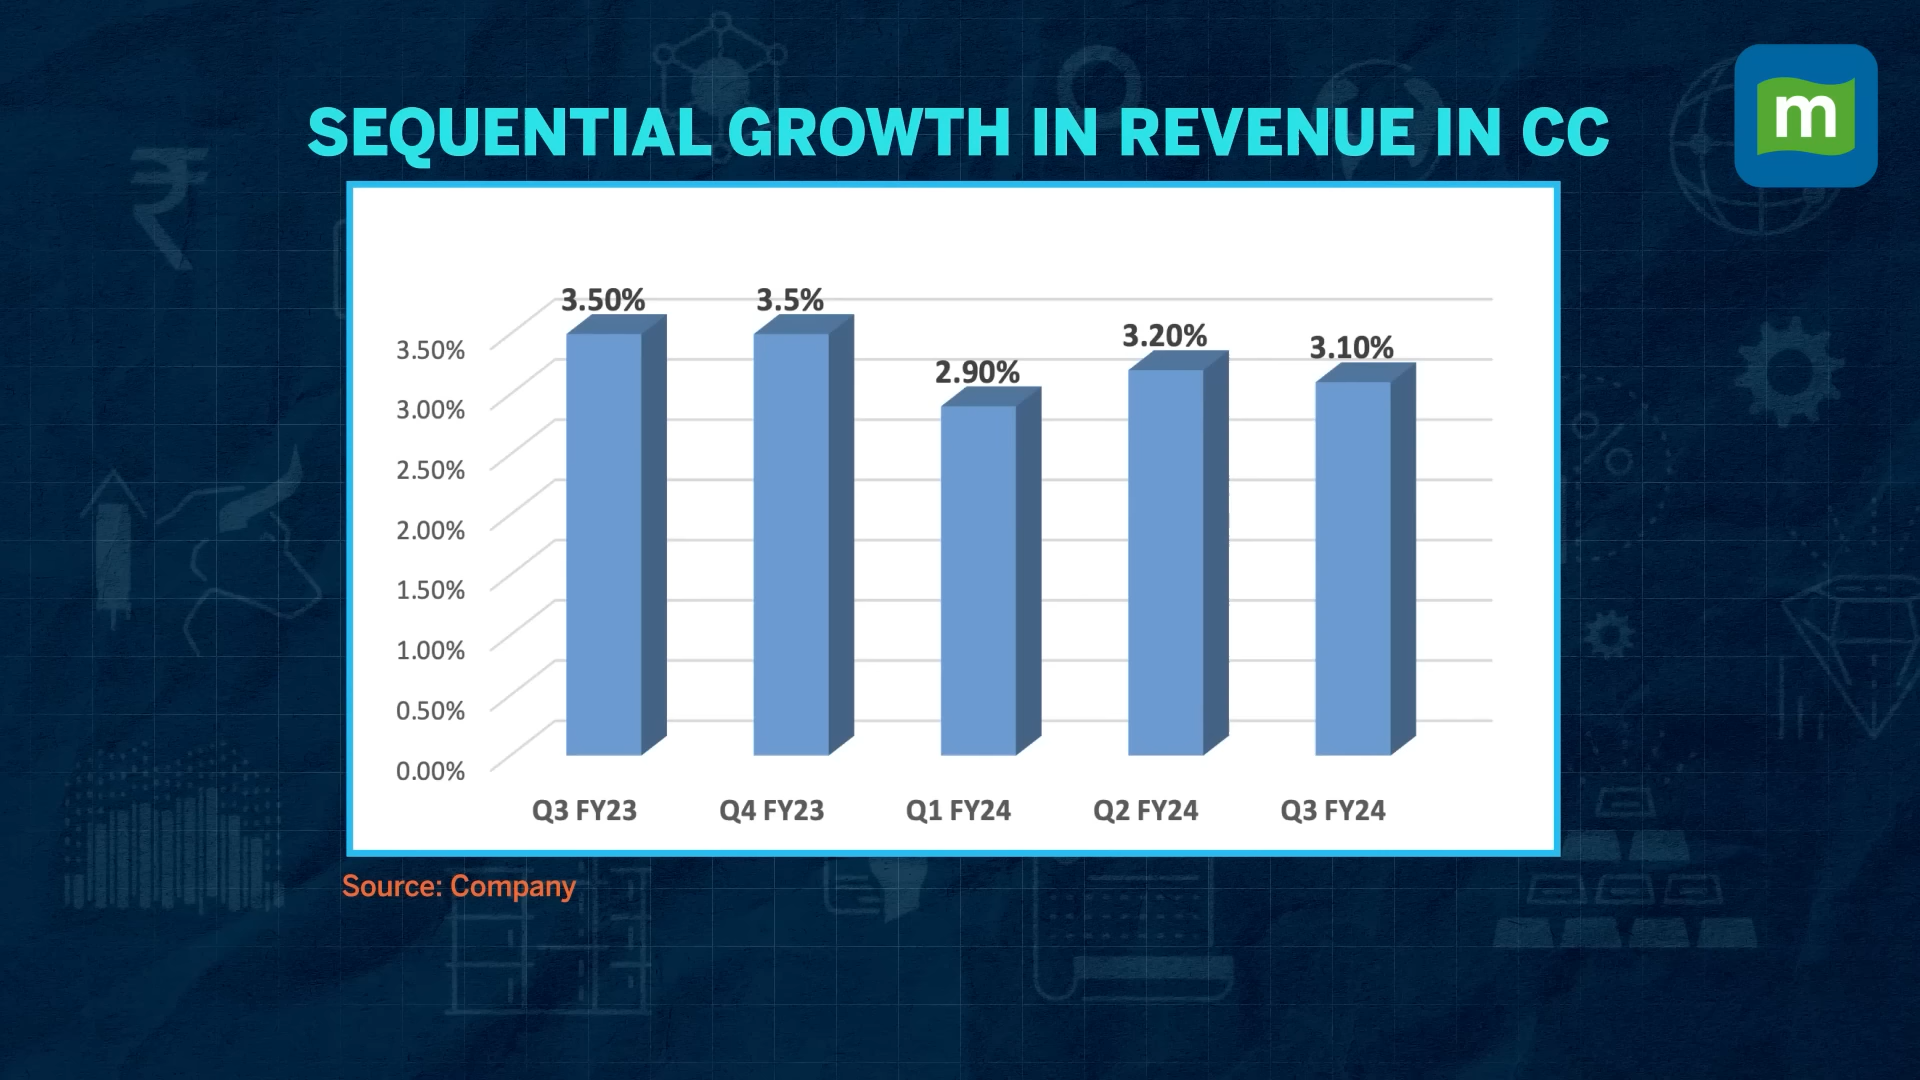 SEQUENTIAL GROWTH IN REVENUE IN CC
m
3.50% 3.5% 2.90% 3.20% 3.10%
3.50%
3.00%
2.50%
2.00%
1.50%
1.00%
0.50%
0.00%
Q3 FY23 Q4 FY23 Q1 FY24 Q2 FY24 Q3 FY24
Source: Company